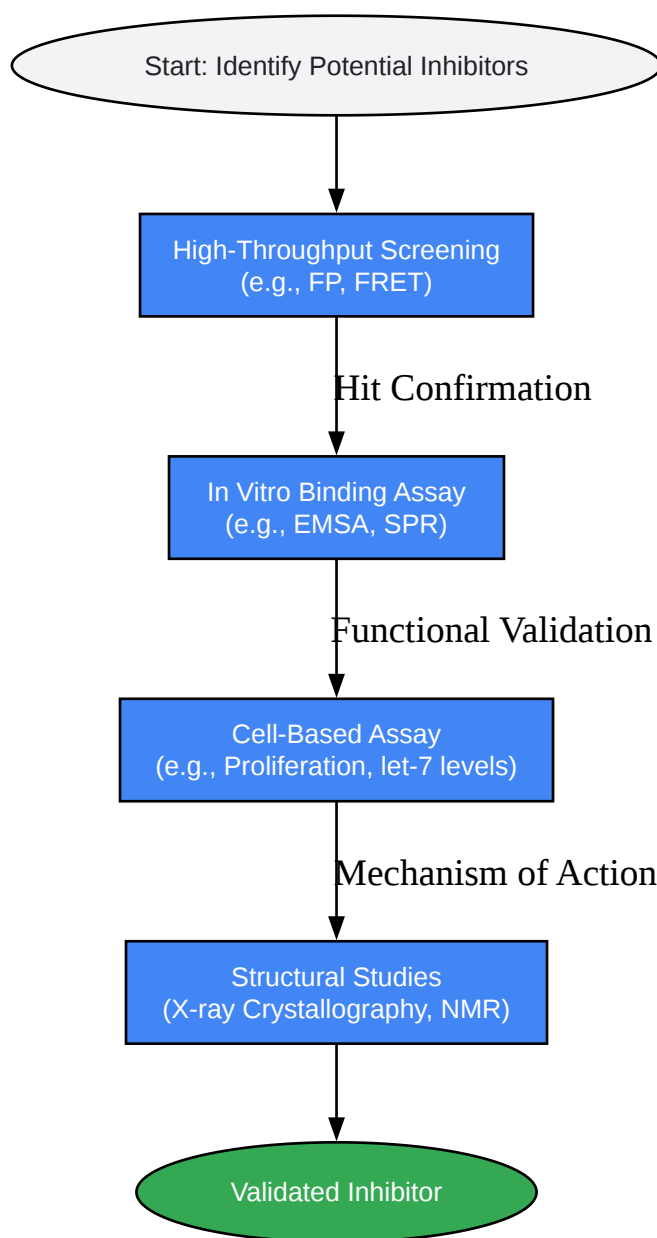 Start: Identify Potential Inhibitors
High-Throughput Screening
(e.g., FP, FRET)
Hit Confirmation
In Vitro Binding Assay
(e.g., EMSA, SPR)
Functional Validation
Cell-Based Assay
(e.g., Proliferation, let-7 levels)
Mechanism of Action
Structural Studies
(X-ray Crystallography, NMR)
Validated Inhibitor